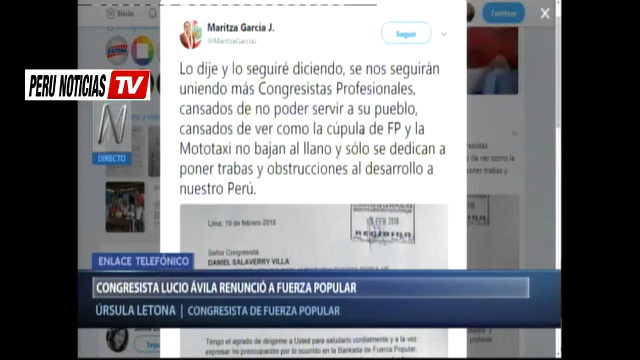 Inicio
Twittear
Maritza García J.
@MaritzaGarciaJ
Seguir
Lo dije y lo seguiré diciendo, se nos seguirán
uniendo más Congresistas Profesionales,
cansados de no poder servir a su pueblo,
cansados de ver como la cúpula de FP y la
Mototaxi no bajan al llano y sólo se dedican a
poner trabas y obstrucciones al desarrollo a
nuestro Perú.
PERU NOTICIAS
TV
N
DIRECTO
Lima, 19 de febrero 2018
RECIBIDO
Señor Congresista
DANIEL SALAVERRY VILLA
ENLACE TELEFÓNICO
CONGRESISTA LUCIO ÁVILA RENUNCIÓ A FUERZA POPULAR
ÚRSULA LETONA | CONGRESISTA DE FUERZA POPULAR
Tengo el agrado de dirigirme a Usted para saludarlo cordialmente y a la vez
expresar mi preocupación por lo ocurrido en la Bankada de Fuerza Popular.